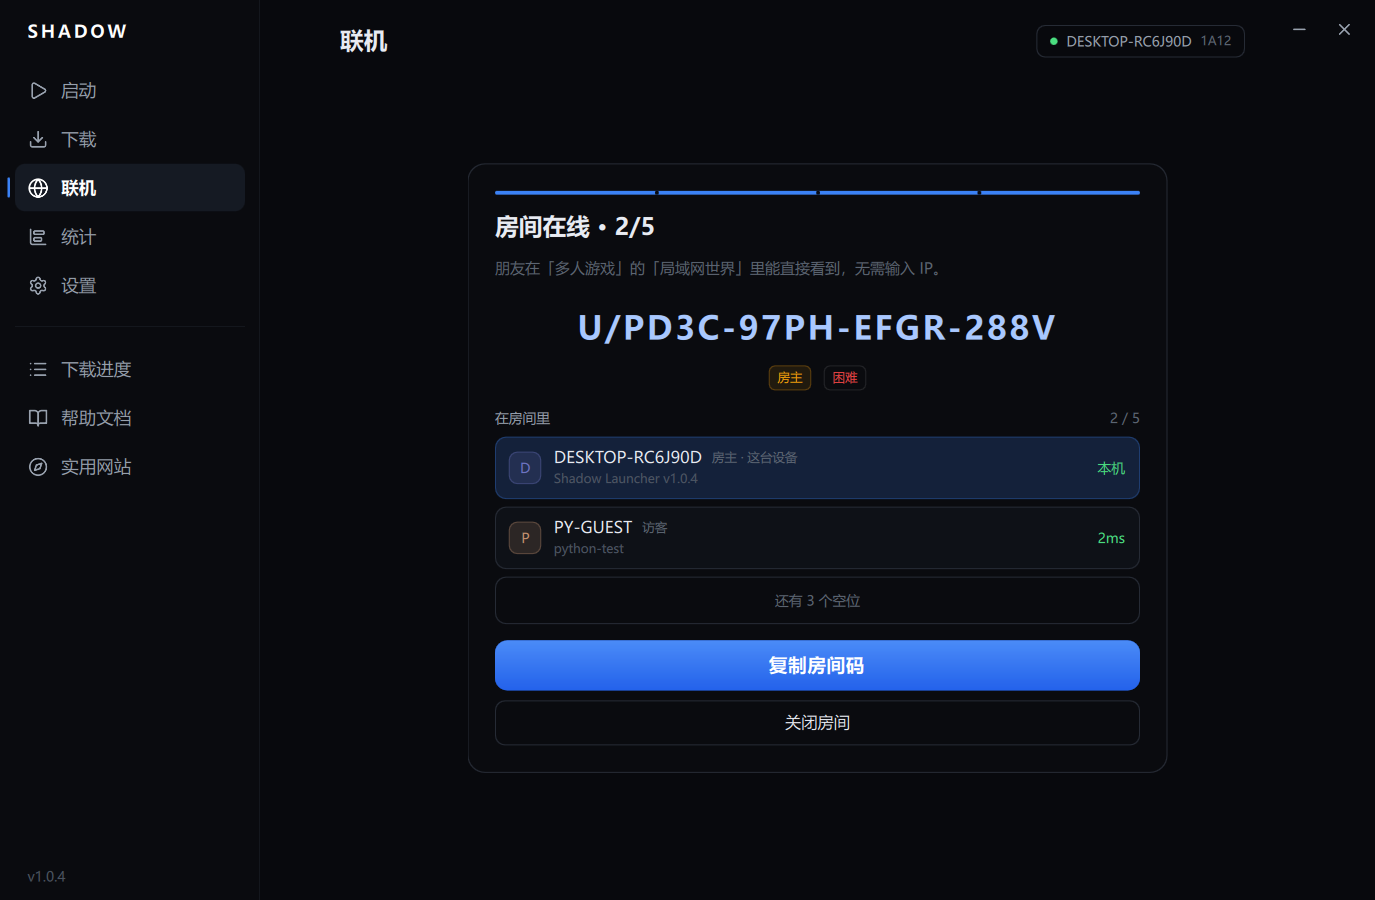 SHADOW
启动
下载
联机
统计
设置
下载进度
帮助文档
实用网站
v1.0.4
联机
DESKTOP-RC6J90D 1A12
房间在线 • 2/5
朋友在「多人游戏」的「局域网世界」里能直接看到，无需输入 IP。
U/PD3C-97PH-EFGR-288V
房主 困难
在房间里 2 / 5
D
DESKTOP-RC6J90D 房主 · 这台设备
Shadow Launcher v1.0.4
本机
P
PY-GUEST 访客
python-test
2ms
还有 3 个空位
复制房间码
关闭房间